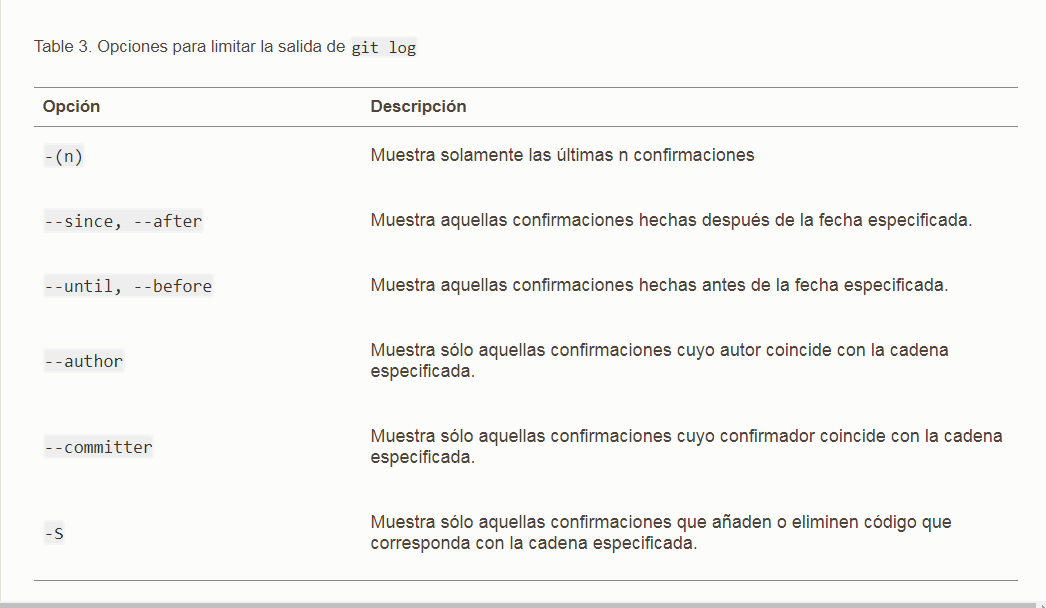 Table 3. Opciones para limitar la salida de git log
Opción Descripción
-(n) Muestra solamente las últimas n confirmaciones
--since, --after Muestra aquellas confirmaciones hechas después de la fecha especificada.
--until, --before Muestra aquellas confirmaciones hechas antes de la fecha especificada.
--author Muestra sólo aquellas confirmaciones cuyo autor coincide con la cadena
especificada.
--committer Muestra sólo aquellas confirmaciones cuyo confirmador coincide con la cadena
especificada.
-S Muestra sólo aquellas confirmaciones que añaden o eliminen código que
corresponda con la cadena especificada.